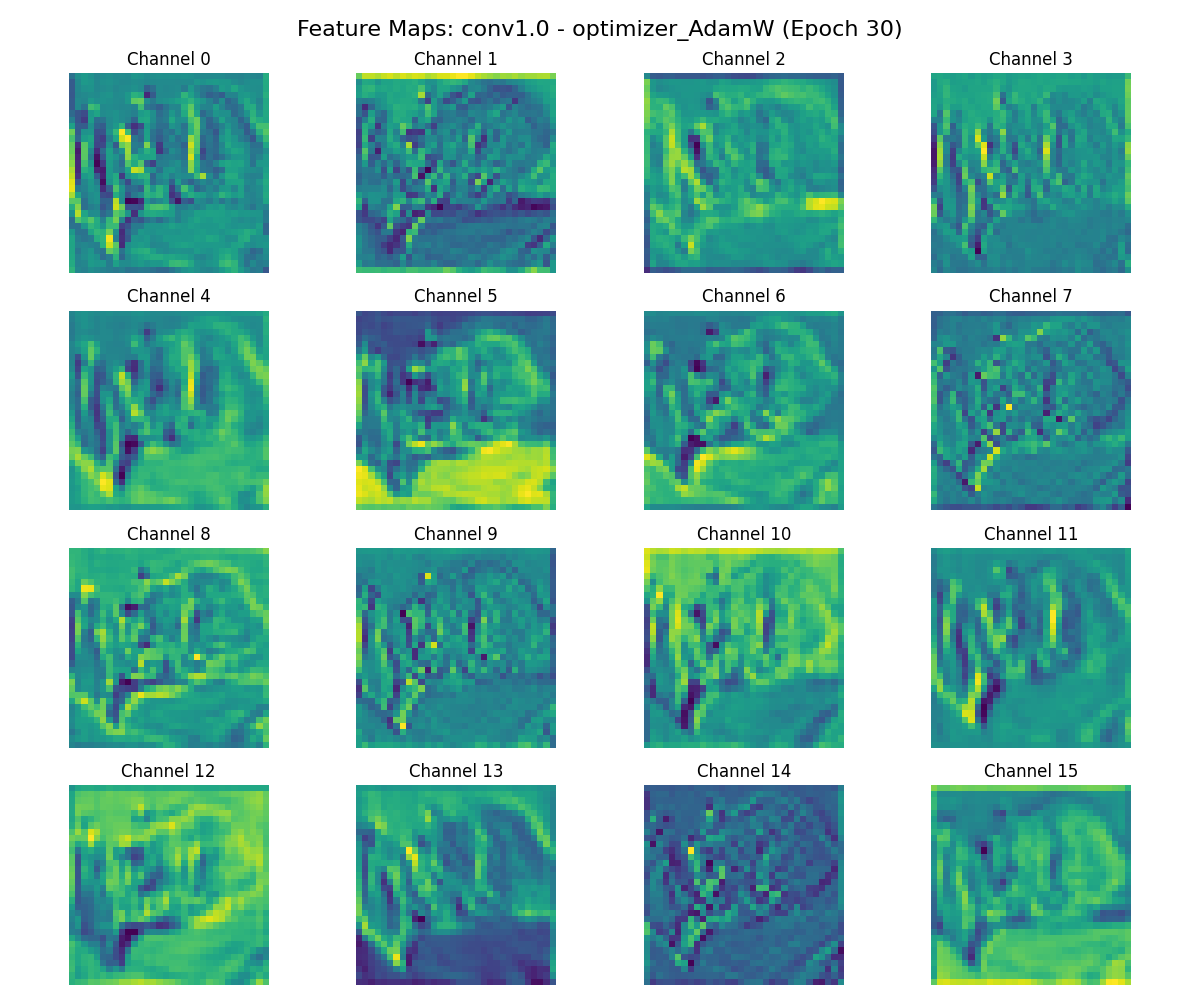 Feature Maps: conv1.0 - optimizer_AdamW (Epoch 30)
Channel 0
Channel 1
Channel 2
Channel 3
Channel 4
Channel 5
Channel 6
Channel 7
Channel 8
Channel 9
Channel 10
Channel 11
Channel 12
Channel 13
Channel 14
Channel 15